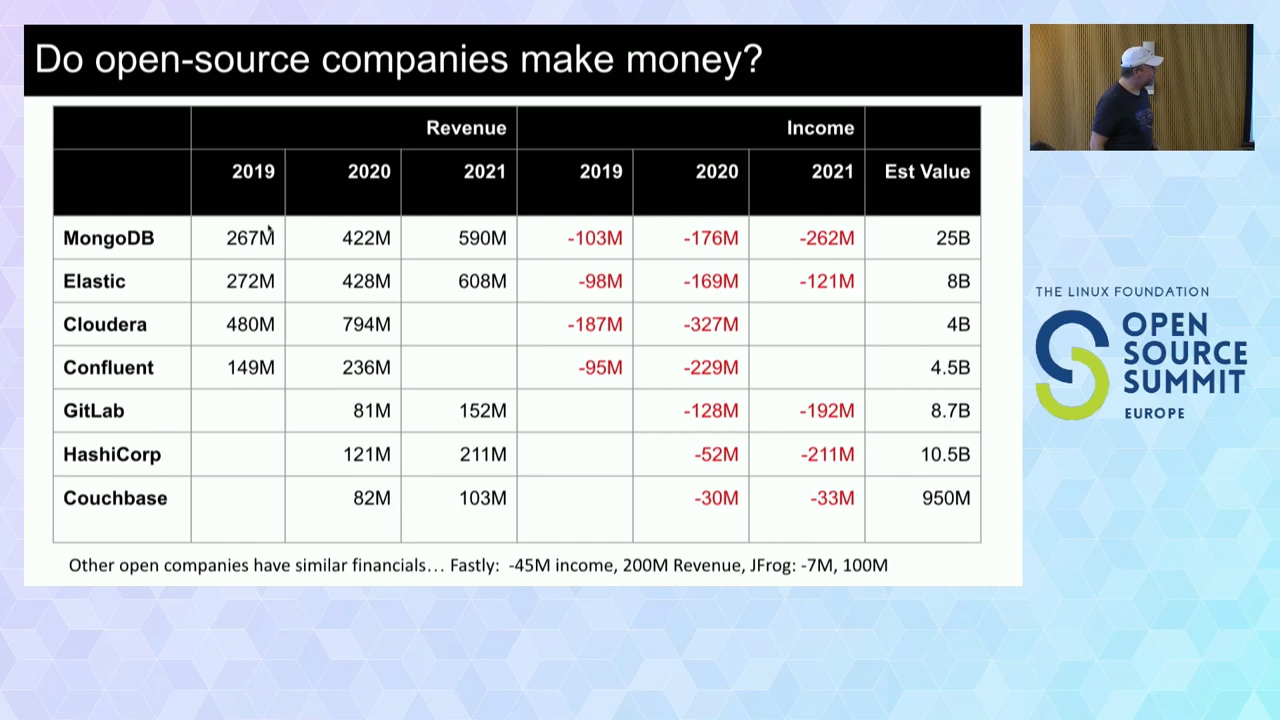 Do open-source companies make money?
Revenue Income
2019 2020 2021 2019 2020 2021 Est Value
MongoDB 267M 422M 590M -103M -176M -262M 25B
Elastic 272M 428M 608M -98M -169M -121M 8B
Cloudera 480M 794M -187M -327M 4B
Confluent 149M 236M -95M -229M 4.5B
GitLab 81M 152M -128M -192M 8.7B
HashiCorp 121M 211M -52M -211M 10.5B
Couchbase 82M 103M -30M -33M 950M
Other open companies have similar financials… Fastly: -45M income, 200M Revenue, JFrog: -7M, 100M
THE LINUX FOUNDATION
OPEN
SOURCE
SUMMIT
EUROPE